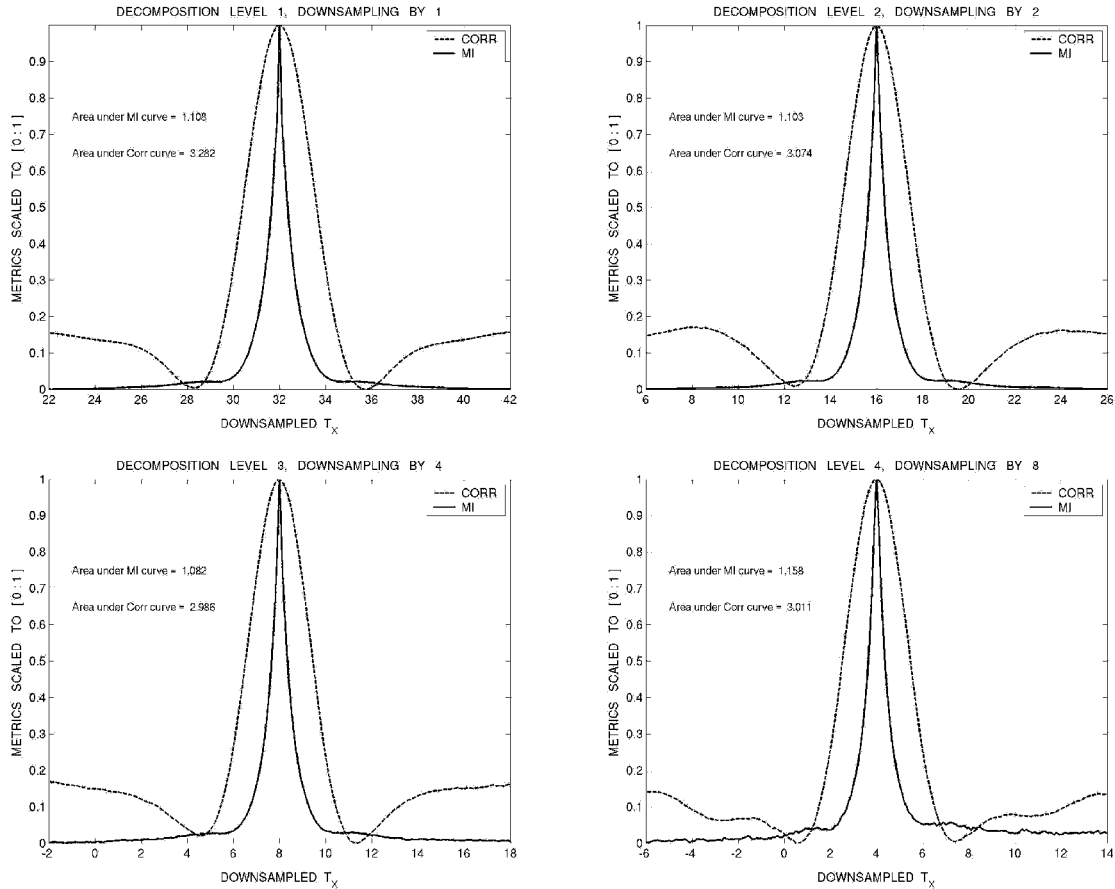 DECOMPOSITION LEVEL 1, DOWNSAMPLING BY 1
1
0.9
0.8
0.7
0.6
0.5
0.4
0.3
0.2
0.1
0
METRICS SCALED TO [0:1]
CORR
MI
Area under MI curve = 1.108
Area under Corr curve = 3.282
22 24 26 28 30 32 34 36 38 40 42
DOWNSAMPLED T_X
DECOMPOSITION LEVEL 2, DOWNSAMPLING BY 2
1
0.9
0.8
0.7
0.6
0.5
0.4
0.3
0.2
0.1
0
METRICS SCALED TO [0:1]
CORR
MI
Area under MI curve = 1.103
Area under Corr curve = 3.074
6 8 10 12 14 16 18 20 22 24 26
DOWNSAMPLED T_X
DECOMPOSITION LEVEL 3, DOWNSAMPLING BY 4
1
0.9
0.8
0.7
0.6
0.5
0.4
0.3
0.2
0.1
0
METRICS SCALED TO [0:1]
CORR
MI
Area under MI curve = 1.082
Area under Corr curve = 2.986
-2 0 2 4 6 8 10 12 14 16 18
DOWNSAMPLED T_X
DECOMPOSITION LEVEL 4, DOWNSAMPLING BY 8
1
0.9
0.8
0.7
0.6
0.5
0.4
0.3
0.2
0.1
0
METRICS SCALED TO [0:1]
CORR
MI
Area under MI curve = 1.158
Area under Corr curve = 3.011
-6 -4 -2 0 2 4 6 8 10 12 14
DOWNSAMPLED T_X